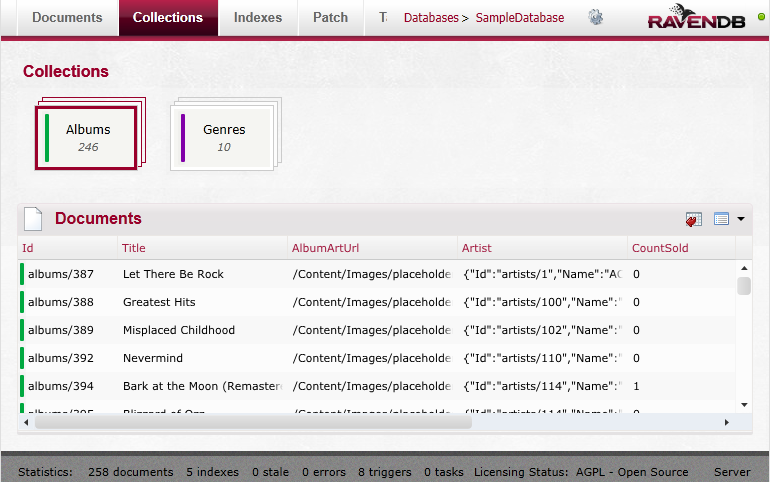 Documents Collections Indexes Patch Databases > SampleDatabase RAVENDB
Collections
Albums Genres
246 10
Documents
Id Title AlbumArtUrl Artist CountSold
albums/387 Let There Be Rock /Content/Images/placeholde {"Id":"artists/1","Name":"AC 0
albums/388 Greatest Hits /Content/Images/placeholde {"Id":"artists/100","Name":" 0
albums/389 Misplaced Childhood /Content/Images/placeholde {"Id":"artists/102","Name":" 0
albums/392 Nevermind /Content/Images/placeholde {"Id":"artists/110","Name":" 0
albums/394 Bark at the Moon (Remaster /Content/Images/placeholde {"Id":"artists/114","Name":" 1
Statistics: 258 documents 5 indexes 0 stale 0 errors 8 triggers 0 tasks Licensing Status: AGPL - Open Source Server